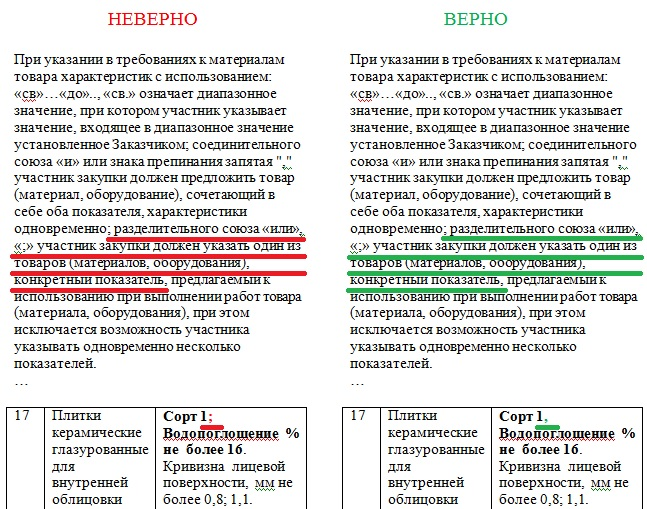 НЕВЕРНО
При указании в требованиях к материалам
товара характеристик с использованием:
«св»…«до».., «св.» означает диапазонное
значение, при котором участник указывает
значение, входящее в диапазонное значение
установленное Заказчиком; соединительного
союза «и» или знака препинания запятая ","
участник закупки должен предложить товар
(материал, оборудование), сочетающий в
себе оба показателя, характеристики
одновременно; разделительного союза «или»,
«;» участник закупки должен указать один из
товаров (материалов, оборудования),
конкретный показатель, предлагаемый к
использованию при выполнении работ товара
(материала, оборудования), при этом
исключается возможность участника
указывать одновременно несколько
показателей.
…
17
Плитки
керамические
глазурованные
для
внутренней
облицовки
Сорт 1;
Водопоглощение %
не более 16.
Кривизна лицевой
поверхности, мм не
более 0,8; 1,1.
ВЕРНО
При указании в требованиях к материалам
товара характеристик с использованием:
«св»…«до».., «св.» означает диапазонное
значение, при котором участник указывает
значение, входящее в диапазонное значение
установленное Заказчиком; соединительного
союза «и» или знака препинания запятая ","
участник закупки должен предложить товар
(материал, оборудование), сочетающий в
себе оба показателя, характеристики
одновременно; разделительного союза «или»,
«;» участник закупки должен указать один из
товаров (материалов, оборудования),
конкретный показатель, предлагаемый к
использованию при выполнении работ товара
(материала, оборудования), при этом
исключается возможность участника
указывать одновременно несколько
показателей.
…
17
Плитки
керамические
глазурованные
для
внутренней
облицовки
Сорт 1,
Водопоглощение %
не более 16.
Кривизна лицевой
поверхности, мм не
более 0,8; 1,1.